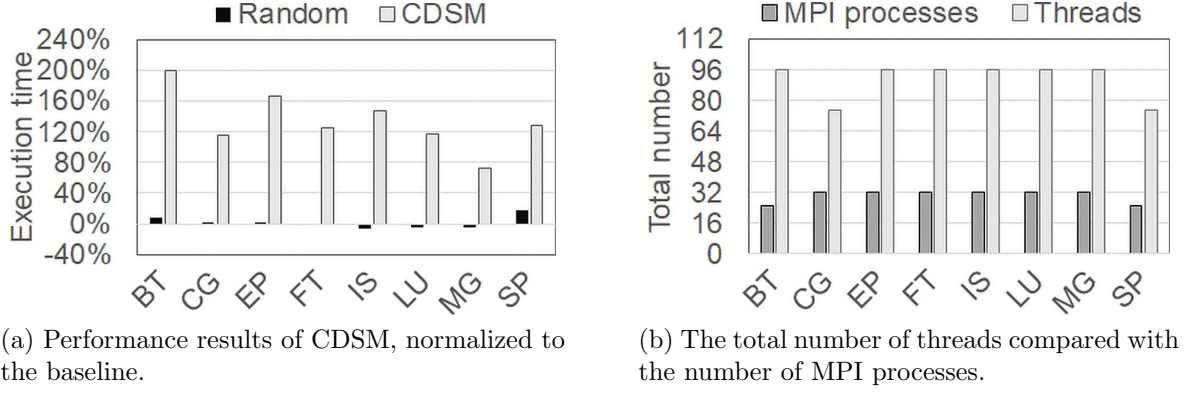 Random CDSM
Execution time
240%
200%
160%
120%
80%
40%
0%
-40%
BT CG EP FT IS LU MG SP
(a) Performance results of CDSM, normalized to
the baseline.
MPI processes Threads
Total number
112
96
80
64
48
32
16
0
BT CG EP FT IS LU MG SP
(b) The total number of threads compared with
the number of MPI processes.